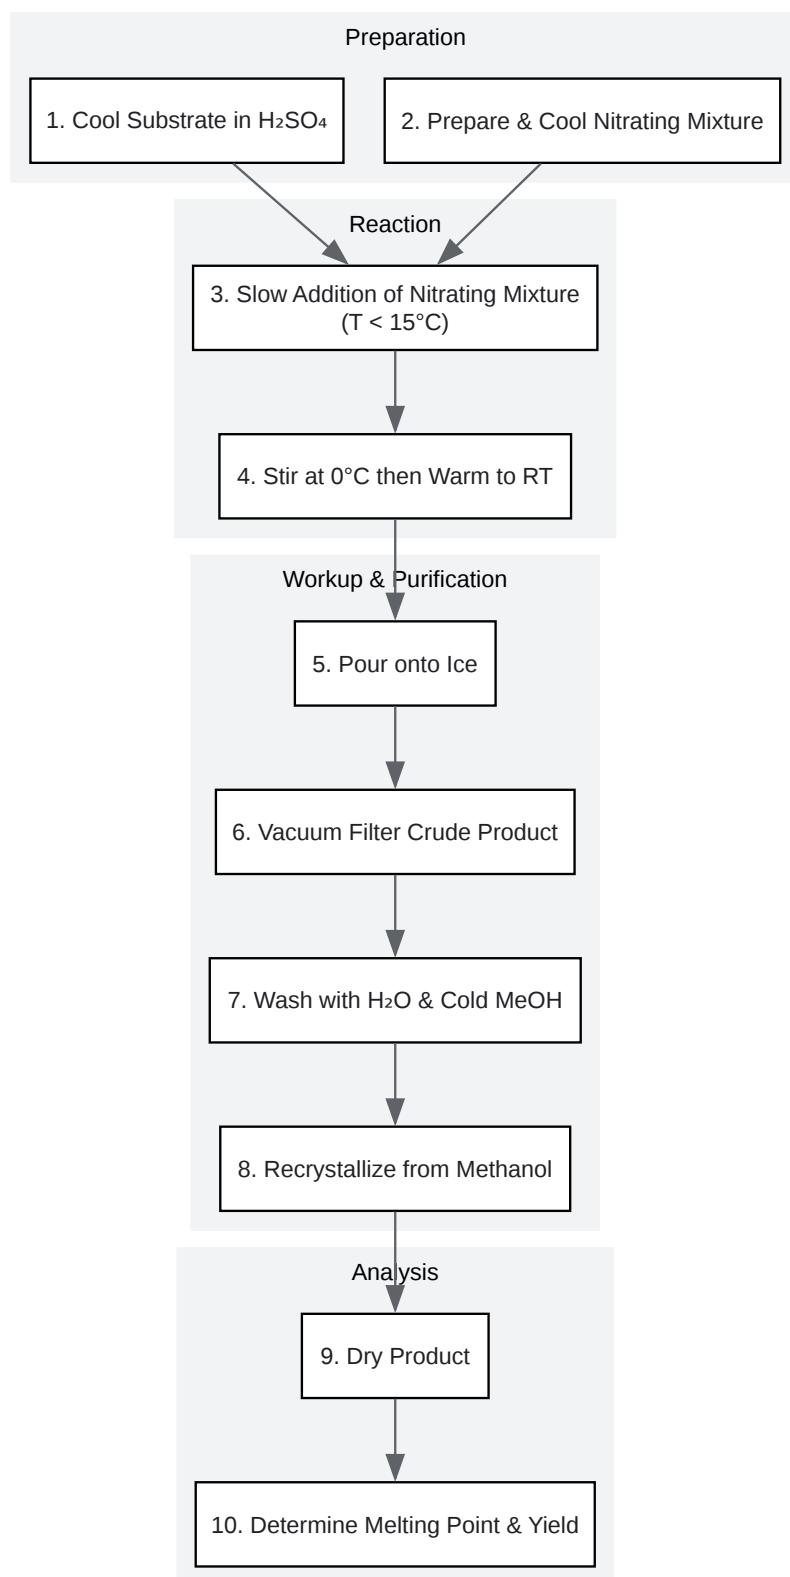 Preparation
1. Cool Substrate in H₂SO₄
2. Prepare & Cool Nitrating Mixture
Reaction
3. Slow Addition of Nitrating Mixture
(T < 15°C)
4. Stir at 0°C then Warm to RT
Workup & Purification
5. Pour onto Ice
6. Vacuum Filter Crude Product
7. Wash with H₂O & Cold MeOH
8. Recrystallize from Methanol
Analysis
9. Dry Product
10. Determine Melting Point & Yield